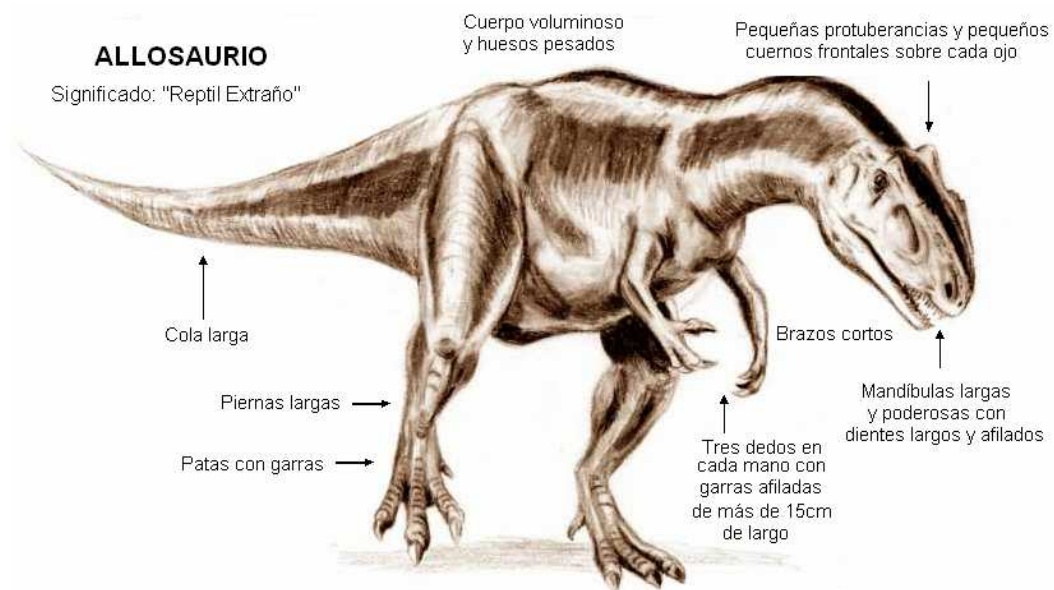 ALLOSAURIO
Significado: "Reptil Extraño"
Cuerpo voluminoso
y huesos pesados
Pequeñas protuberancias y pequeños
cuernos frontales sobre cada ojo
Cola larga
Piernas largas
Patas con garras
Brazos cortos
Tres dedos en
cada mano con
garras afiladas
de más de 15cm
de largo
Mandíbulas largas
y poderosas con
dientes largos y afilados